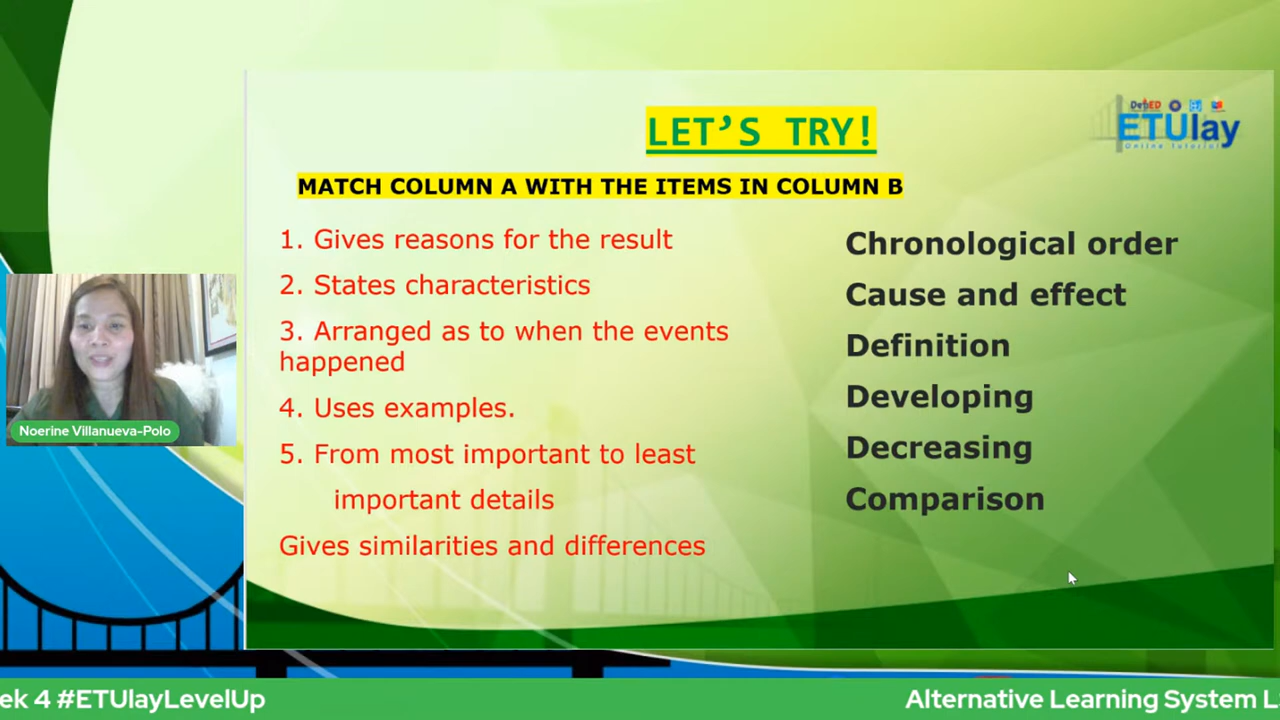 LET'S TRY!
DepED
ETUlay
Online Tutorial
MATCH COLUMN A WITH THE ITEMS IN COLUMN B
1. Gives reasons for the result
2. States characteristics
3. Arranged as to when the events
happened
4. Uses examples.
5. From most important to least
important details
Gives similarities and differences
Chronological order
Cause and effect
Definition
Developing
Decreasing
Comparison
Noerine Villanueva-Polo
ek 4 #ETUlayLevelUp
Alternative Learning System